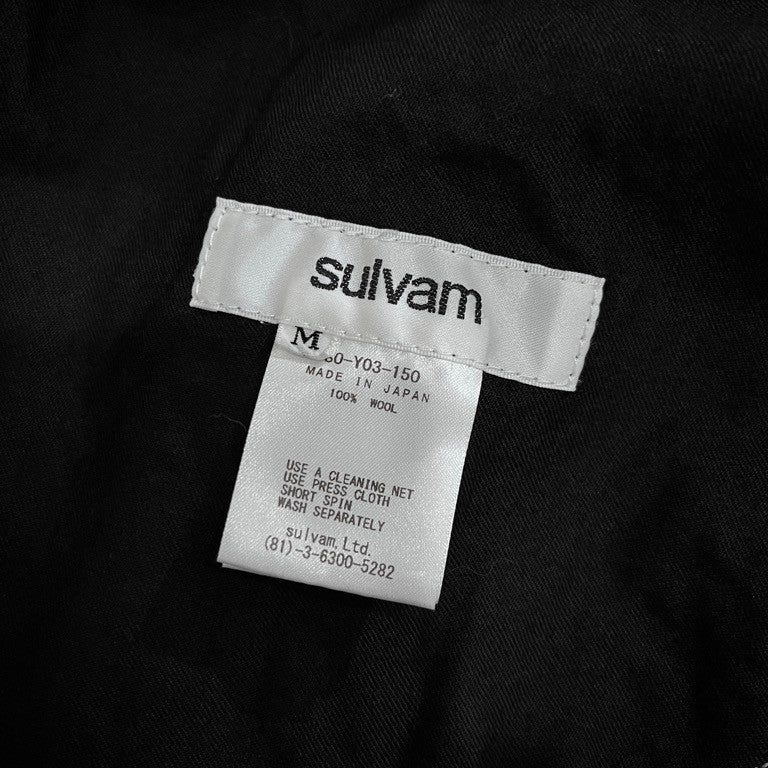 sulvam
M
0-Y03-150
MADE IN JAPAN
100% WOOL
USE A CLEANING NET
USE PRESS CLOTH
SHORT SPIN
WASH SEPARATELY
sulvam,Ltd.
(81)-3-6300-5282